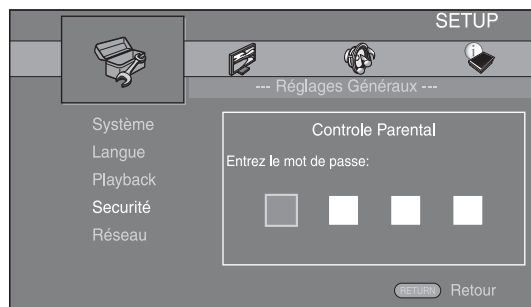 SETUP
--- Réglages Généraux ---
Système
Langue
Playback
Securité
Réseau
Controle Parental
Entrez le mot de passe:
RETURN Retour